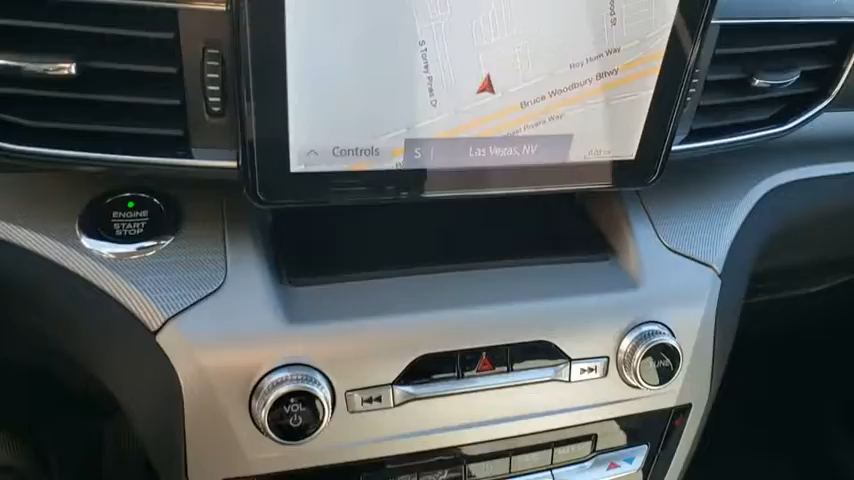 S Torrey Pines Dr
Roy Horn Way
Bruce Woodbury Bltwy
Controls
S
Las Vegas, NV
ENGINE
START
STOP
VOL
TUNE